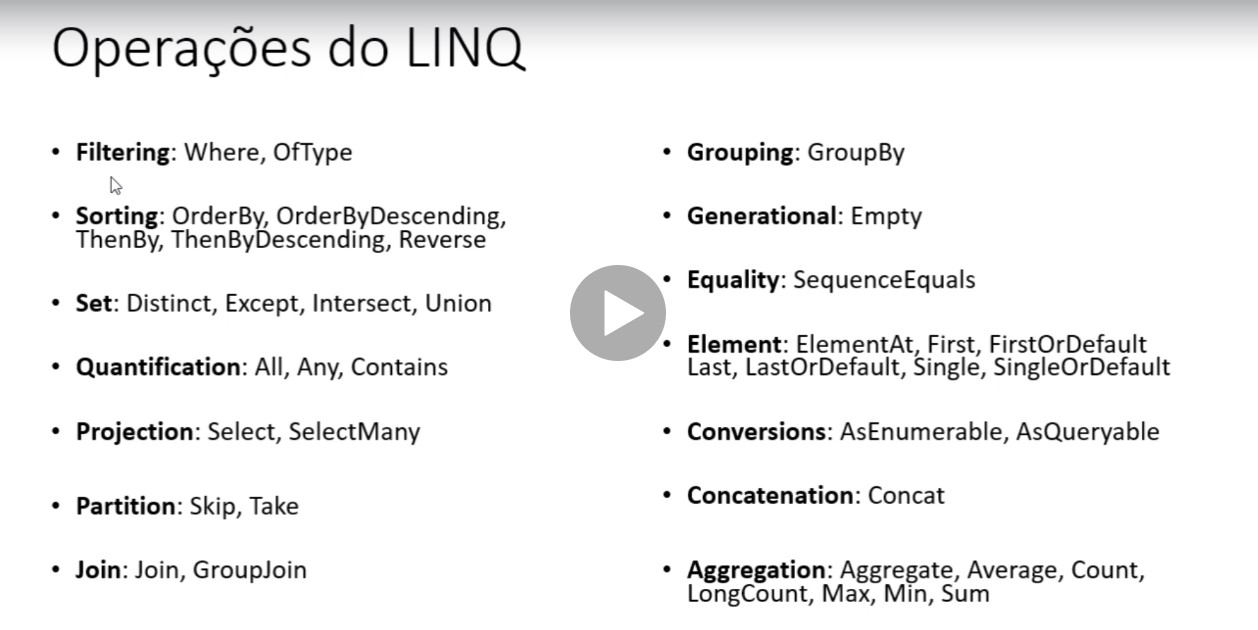 Operações do LINQ
• Filtering: Where, OfType
• Sorting: OrderBy, OrderByDescending,
ThenBy, ThenByDescending, Reverse
• Set: Distinct, Except, Intersect, Union
• Quantification: All, Any, Contains
• Projection: Select, SelectMany
• Partition: Skip, Take
• Join: Join, GroupJoin
• Grouping: GroupBy
• Generational: Empty
• Equality: SequenceEquals
• Element: ElementAt, First, FirstOrDefault
Last, LastOrDefault, Single, SingleOrDefault
• Conversions: AsEnumerable, AsQueryable
• Concatenation: Concat
• Aggregation: Aggregate, Average, Count,
LongCount, Max, Min, Sum